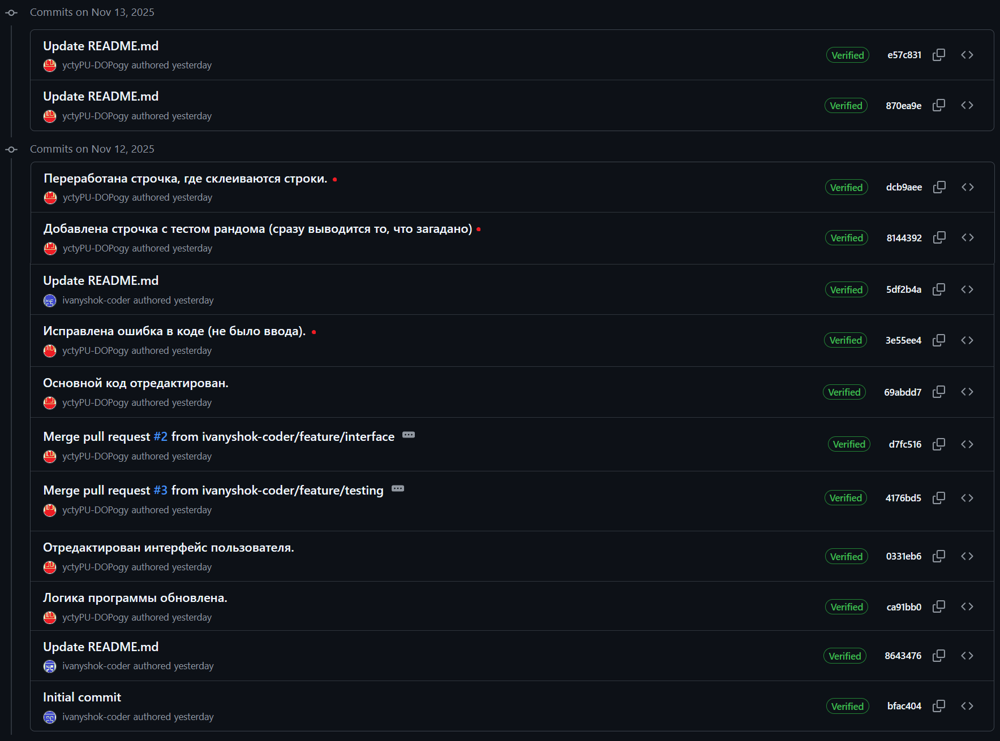 Commits on Nov 13, 2025
Update README.md
Verified e57c831
yctyPU-DOPogy authored yesterday
Update README.md
Verified 870ea9e
yctyPU-DOPogy authored yesterday
Commits on Nov 12, 2025
Переработана строчка, где склеиваются строки.
Verified dcb9aee
yctyPU-DOPogy authored yesterday
Добавлена строчка с тестом рандома (сразу выводится то, что загадано)
Verified 8144392
yctyPU-DOPogy authored yesterday
Update README.md
Verified 5df2b4a
ivanyshok-coder authored yesterday
Исправлена ошибка в коде (не было ввода).
Verified 3e55ee4
yctyPU-DOPogy authored yesterday
Основной код отредактирован.
Verified 69abdd7
yctyPU-DOPogy authored yesterday
Merge pull request #2 from ivanyshok-coder/feature/interface
Verified d7fc516
yctyPU-DOPogy authored yesterday
Merge pull request #3 from ivanyshok-coder/feature/testing
Verified 4176bd5
yctyPU-DOPogy authored yesterday
Отредактирован интерфейс пользователя.
Verified 0331eb6
yctyPU-DOPogy authored yesterday
Логика программы обновлена.
Verified ca91bb0
yctyPU-DOPogy authored yesterday
Update README.md
Verified 8643476
ivanyshok-coder authored yesterday
Initial commit
Verified bfac404
ivanyshok-coder authored yesterday